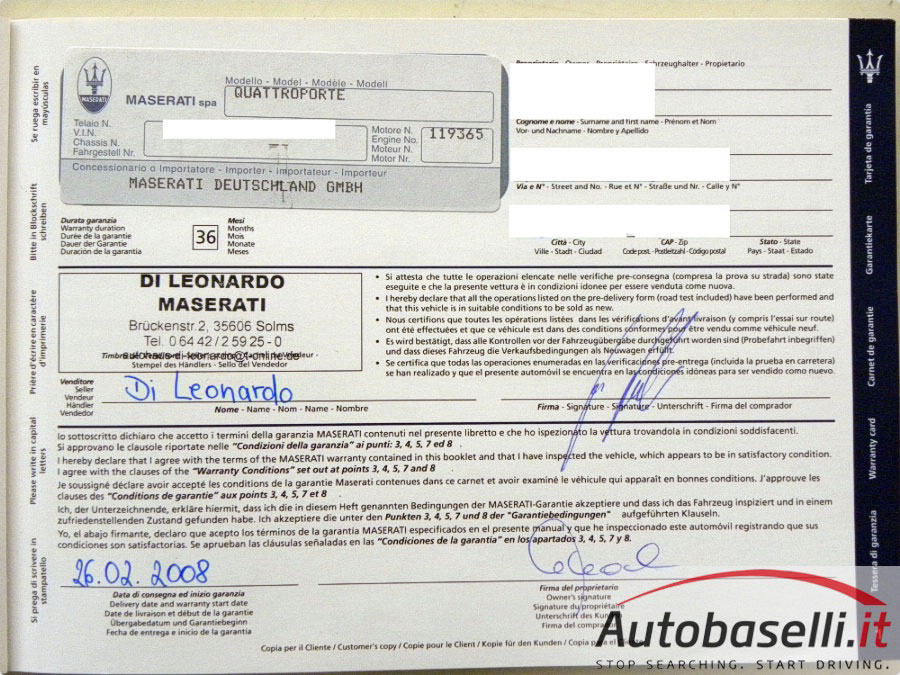 Modello - Model - Modèle - Modell
QUATTROPORTE
MASERATI
MASERATI spa
Telaio N.
V.I.N.
Chassis N.
Fahrgestell Nr.
Motore N.
Engine No.
Moteur N.
Motor Nr.
119365
Concessionario o Importatore - Importer - Importateur - Importeur
MASERATI DEUTSCHLAND GMBH
Fahrzeughalter - Propietario
Cognome e nome - Surname and first name - Prénom et Nom
Vor- und Nachname - Nombre y Apellido
Via e N° - Street and No. - Rue et N° - Straße und Nr. - Calle y N°
Città - City
Ville - Stadt - Ciudad
CAP - Zip
Code post. - Postleitzahl - Código postal
Stato - State
Pays - Staat - Estado
Durata garanzia
Warranty duration
Durée de la garantie
Dauer der Garantie
Duración de la garantía
36
Mesi
Months
Mois
Monate
Meses
DI LEONARDO
MASERATI
Brückenstr.2, 35606 Solms
Tel. 0 64 42 / 2 59 25 - 0
Stempel des Händlers - Sello del Vendedor
Venditore
Seller
Vendeur
Händler
Vendedor
Di Leonardo
Nome - Name - Nom - Name - Nombre
• Si attesta che tutte le operazioni elencate nelle verifiche pre-consegna (compresa la prova su strada) sono state
eseguite e che la presente vettura è in condizioni idonee per essere venduta come nuova.
• I hereby declare that all the operations listed on the pre-delivery form (road test included) have been performed and
that this vehicle is in suitable conditions to be sold as new.
• Nous certifions que toutes les opérations listées dans les vérifications d'avant livraison (y compris l'essai sur route)
ont été effectuées et que ce véhicule est dans des conditions conformes pour être vendu comme véhicule neuf.
• Es wird bestätigt, dass alle Kontrollen vor der Fahrzeugübergabe durchgeführt worden sind (Probefahrt inbegriffen)
und dass dieses Fahrzeug die Verkaufsbedingungen als Neuwagen erfüllt.
• Se certifica que todas las operaciones enumeradas en las verificaciones pre-entrega (incluida la prueba en carretera)
se han realizado y que el presente automóvil se encuentra en las condiciones idóneas para ser vendido como nuevo.
Firma - Signature - Signature - Unterschrift - Firma del comprador
Io sottoscritto dichiaro che accetto i termini della garanzia MASERATI contenuti nel presente libretto e che ho ispezionato la vettura trovandola in condizioni soddisfacenti.
Si approvano le clausole riportate nelle "Condizioni della garanzia" ai punti: 3, 4, 5, 7 ed 8 .
I hereby declare that I agree with the terms of the MASERATI warranty contained in this booklet and that I have inspected the vehicle, which appears to be in satisfactory condition.
I agree with the clauses of the "Warranty Conditions" set out at points 3, 4, 5, 7 and 8 .
Je soussigné déclare avoir accepté les conditions de la garantie Maserati contenues dans ce carnet et avoir examiné le véhicule qui apparaît en bonnes conditions. J'approuve les
clauses des "Conditions de garantie" aux points 3, 4, 5, 7 et 8 .
Ich, der Unterzeichnende, erkläre hiermit, dass ich die in diesem Heft genannten Bedingungen der MASERATI-Garantie akzeptiere und dass ich das Fahrzeug inspiziert und in einem
zufriedenstellenden Zustand gefunden habe. Ich akzeptiere die unter den Punkten 3, 4, 5, 7 und 8 der "Garantiebedingungen" aufgeführten Klauseln.
Yo, el abajo firmante, declaro que acepto los términos de la garantía MASERATI especificados en el presente manual y que he inspeccionado este automóvil registrando que sus
condiciones son satisfactorias. Se aprueban las cláusulas señaladas en las "Condiciones de la garantía" en los apartados 3, 4, 5, 7 y 8.
26.02.2008
Data di consegna ed inizio garanzia
Delivery date and warranty start date
Date de livraison et début de la garantie
Übergabedatum und Garantiebeginn
Fecha de entrega e inicio de la garantía
Firma del proprietario
Owner's signature
Signature du propriétaire
Unterschrift des Kunden
Firma del comprador
Copia per il Cliente / Customer's copy / Copie pour le Client / Kopie für den Kunden / Copia para el
Se ruega escribir en
mayúsculas
Bitte in Blockschrift
schreiben
Prière d'écrire en caractère
d'imprimerie
Please write in capital
letters
Si prega di scrivere in
stampatello
Tarjeta de garantía
Garantiekarte
Carnet de garantie
Warranty card
Tessera di garanzia
Autobaselli.it
STOP SEARCHING. START DRIVING.